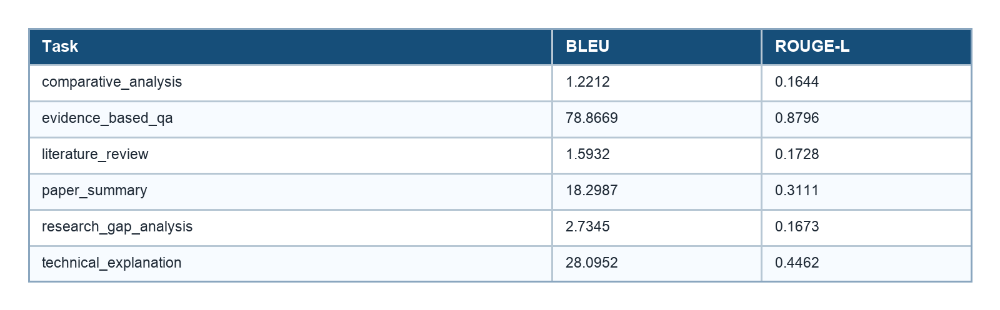 Task BLEU ROUGE-L
comparative_analysis 1.2212 0.1644
evidence_based_qa 78.8669 0.8796
literature_review 1.5932 0.1728
paper_summary 18.2987 0.3111
research_gap_analysis 2.7345 0.1673
technical_explanation 28.0952 0.4462